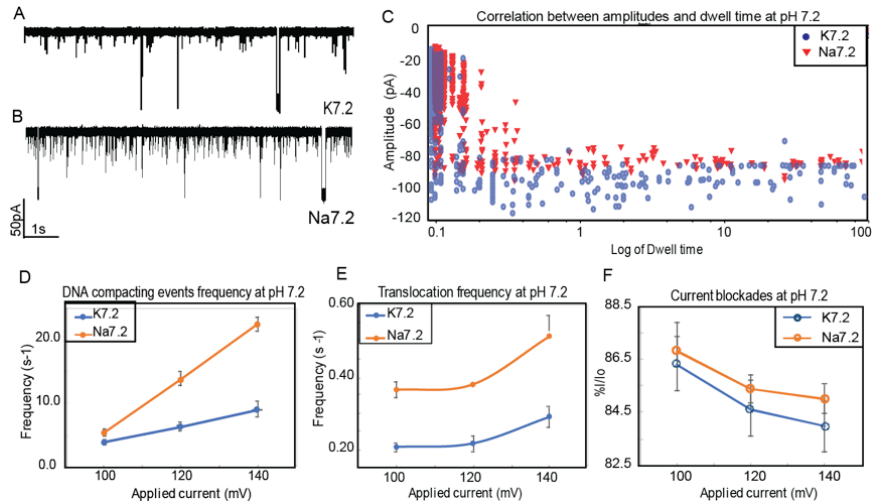 A
K7.2
B
Na7.2
50pA
1s
C
Correlation between amplitudes and dwell time at pH 7.2
K7.2
Na7.2
Amplitude (pA)
0
-20
-40
-60
-80
-100
-120
0.1
1
10
100
Log of Dwell time
D
DNA compacting events frequency at pH 7.2
K7.2
Na7.2
Frequency (s-1)
20.0
10.0
0.0
100
120
140
Applied current (mV)
E
Translocation frequency at pH 7.2
K7.2
Na7.2
Frequency (s -1)
0.60
0.40
0.20
100
120
140
Applied current (mV)
F
Current blockades at pH 7.2
K7.2
Na7.2
%I/Io
88.5
86.5
84.5
82.5
100
120
140
Applied current (mV)